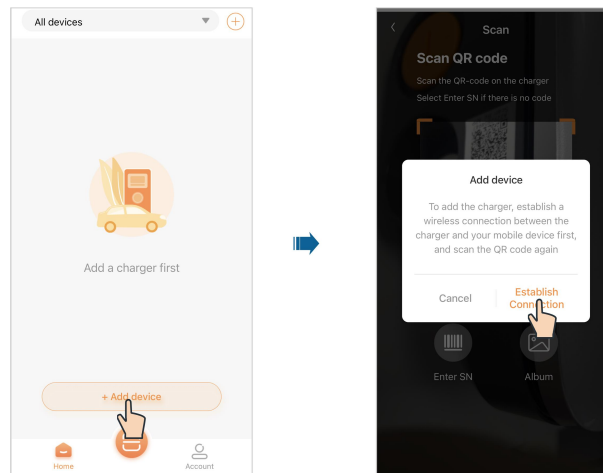 All devices
Add a charger first
+ Add device
Home
Account
Scan
Scan QR code
Scan the QR-code on the charger
Select Enter SN if there is no code
Add device
To add the charger, establish a
wireless connection between the
charger and your mobile device first,
and scan the QR code again
Cancel
Establish
Connection
Enter SN
Album